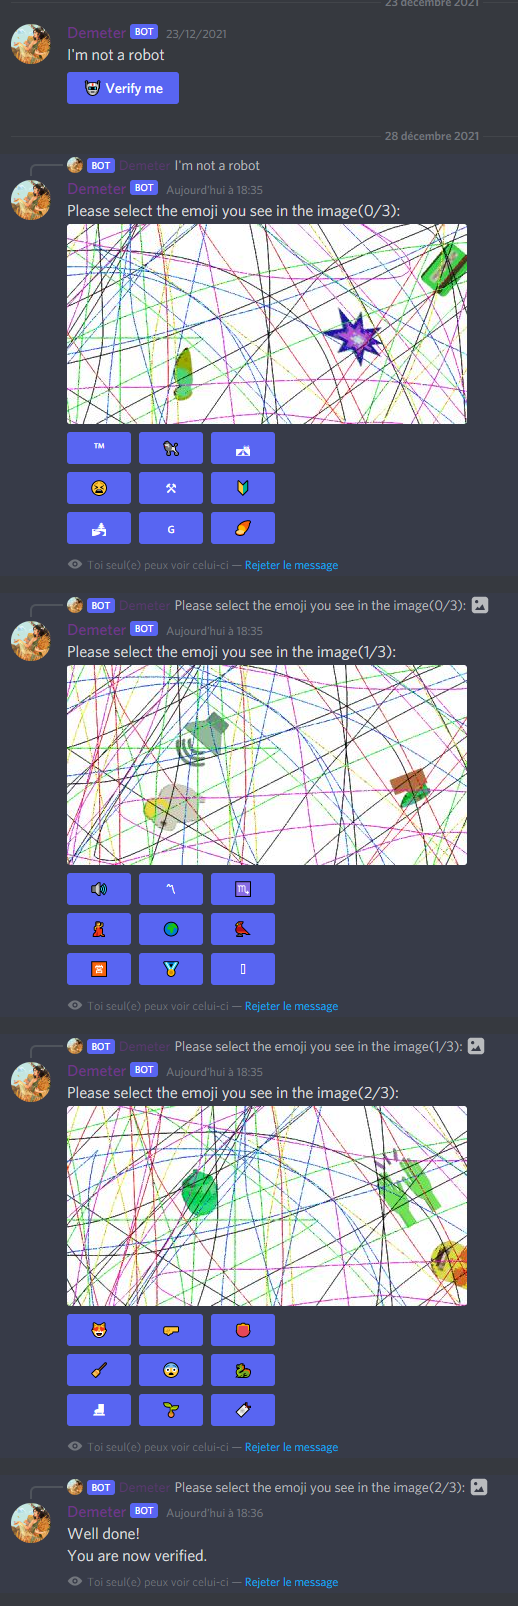 23 décembre 2021
Demeter BOT 23/12/2021
I'm not a robot
Verify me
28 décembre 2021
BOT Demeter I'm not a robot
Demeter BOT Aujourd'hui à 18:35
Please select the emoji you see in the image(0/3):
TM
G
Toi seul(e) peux voir celui-ci — Rejeter le message
BOT Demeter Please select the emoji you see in the image(0/3):
Demeter BOT Aujourd'hui à 18:35
Please select the emoji you see in the image(1/3):
Toi seul(e) peux voir celui-ci — Rejeter le message
BOT Demeter Please select the emoji you see in the image(1/3):
Demeter BOT Aujourd'hui à 18:35
Please select the emoji you see in the image(2/3):
Toi seul(e) peux voir celui-ci — Rejeter le message
BOT Demeter Please select the emoji you see in the image(2/3):
Demeter BOT Aujourd'hui à 18:36
Well done!
You are now verified.
Toi seul(e) peux voir celui-ci — Rejeter le message